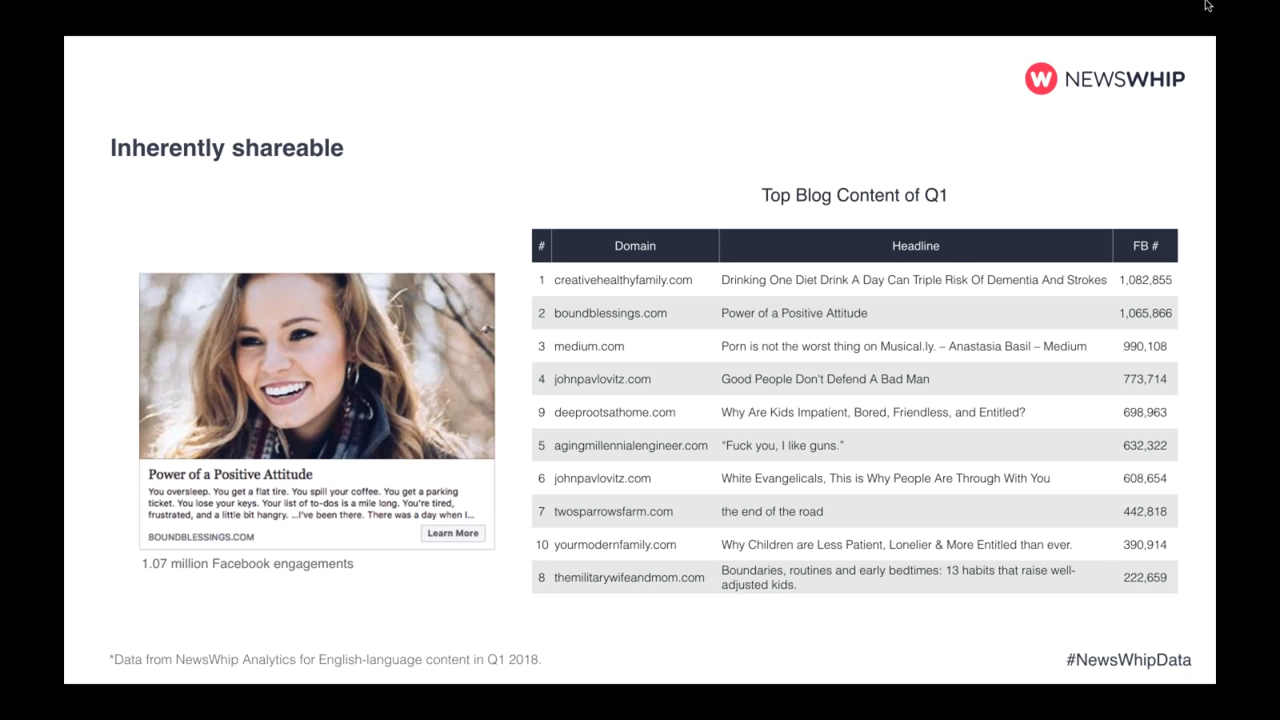 W NEWSWHIP
Inherently shareable
Top Blog Content of Q1
# Domain Headline FB #
1 creativehealthyfamily.com Drinking One Diet Drink A Day Can Triple Risk Of Dementia And Strokes 1,082,855
2 boundblessings.com Power of a Positive Attitude 1,065,866
3 medium.com Porn is not the worst thing on Musical.ly. – Anastasia Basil – Medium 990,108
4 johnpavlovitz.com Good People Don't Defend A Bad Man 773,714
9 deeprootsathome.com Why Are Kids Impatient, Bored, Friendless, and Entitled? 698,963
5 agingmillennialengineer.com “Fuck you, I like guns.” 632,322
6 johnpavlovitz.com White Evangelicals, This is Why People Are Through With You 608,654
7 twosparrowsfarm.com the end of the road 442,818
10 yourmodernfamily.com Why Children are Less Patient, Lonelier & More Entitled than ever. 390,914
8 themilitarywifeandmom.com Boundaries, routines and early bedtimes: 13 habits that raise well-
adjusted kids. 222,659
Power of a Positive Attitude
You oversleep. You get a flat tire. You spill your coffee. You get a parking
ticket. You lose your keys. Your list of to-dos is a mile long. You're tired,
frustrated, and a little bit hangry. ...I've been there. There was a day when I...
BOUNDBLESSINGS.COM Learn More
1.07 million Facebook engagements
*Data from NewsWhip Analytics for English-language content in Q1 2018.
#NewsWhipData